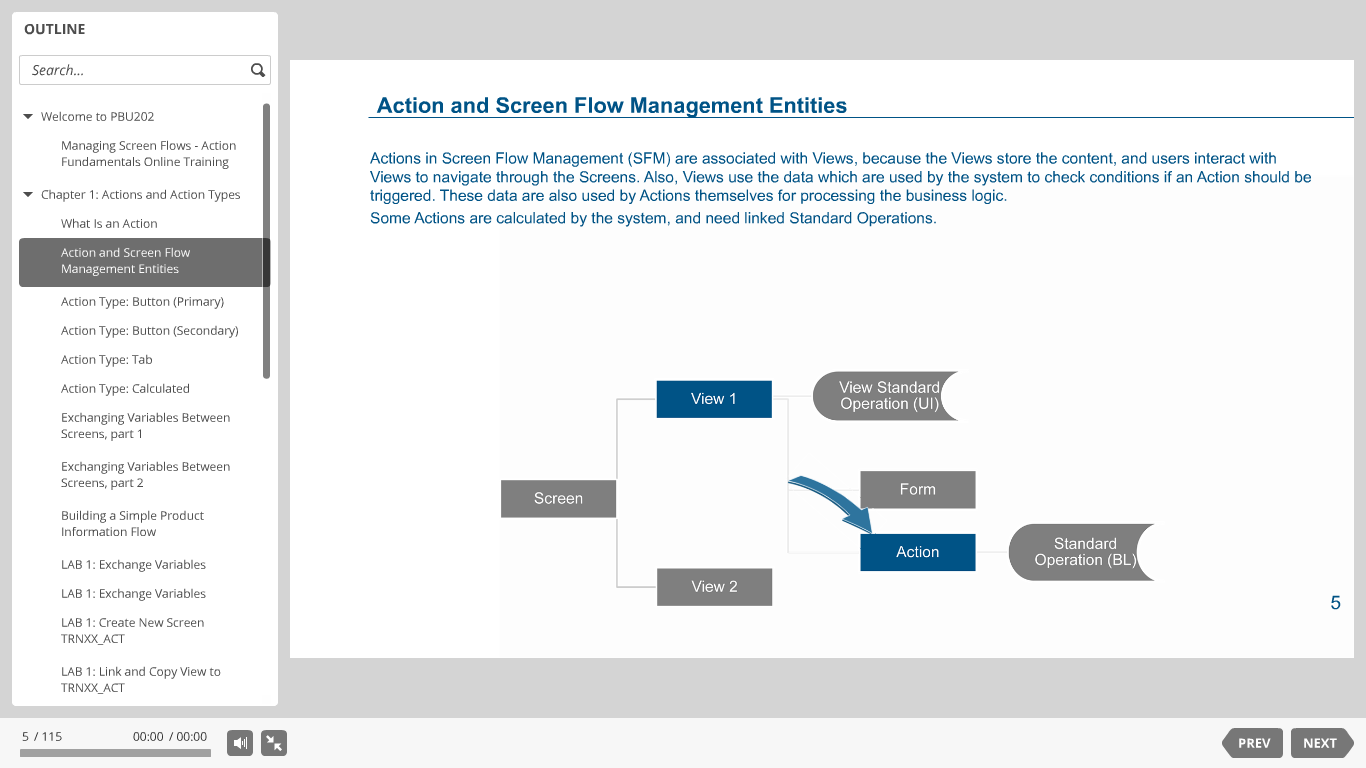 OUTLINE
Search...
Welcome to PBU202
Managing Screen Flows - Action
Fundamentals Online Training
Chapter 1: Actions and Action Types
What Is an Action
Action and Screen Flow
Management Entities
Action Type: Button (Primary)
Action Type: Button (Secondary)
Action Type: Tab
Action Type: Calculated
Exchanging Variables Between
Screens, part 1
Exchanging Variables Between
Screens, part 2
Building a Simple Product
Information Flow
LAB 1: Exchange Variables
LAB 1: Exchange Variables
LAB 1: Create New Screen
TRNXX_ACT
LAB 1: Link and Copy View to
TRNXX_ACT
Action and Screen Flow Management Entities
Actions in Screen Flow Management (SFM) are associated with Views, because the Views store the content, and users interact with
Views to navigate through the Screens. Also, Views use the data which are used by the system to check conditions if an Action should be
triggered. These data are also used by Actions themselves for processing the business logic.
Some Actions are calculated by the system, and need linked Standard Operations.
View 1
View Standard
Operation (UI)
Form
Screen
Action
Standard
Operation (BL)
View 2
5
5 / 115
00:00 / 00:00
PREV
NEXT